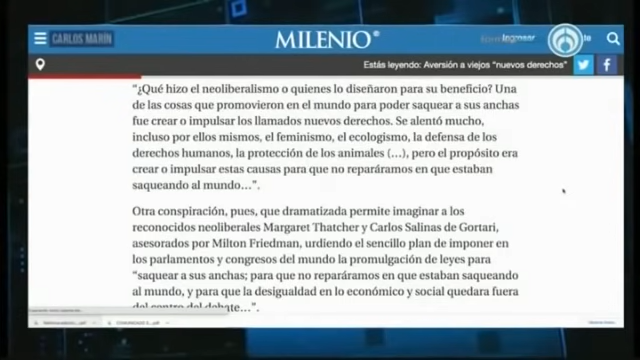 CARLOS MARÍN
MILENIO®
Estás leyendo: Aversión a viejos “nuevos derechos”
“¿Qué hizo el neoliberalismo o quienes lo diseñaron para su beneficio? Una
de las cosas que promovieron en el mundo para poder saquear a sus anchas
fue crear o impulsar los llamados nuevos derechos. Se alentó mucho,
incluso por ellos mismos, el feminismo, el ecologismo, la defensa de los
derechos humanos, la protección de los animales (...), pero el propósito era
crear o impulsar estas causas para que no reparáramos en que estaban
saqueando al mundo...”.
Otra conspiración, pues, que dramatizada permite imaginar a los
reconocidos neoliberales Margaret Thatcher y Carlos Salinas de Gortari,
asesorados por Milton Friedman, urdiendo el sencillo plan de imponer en
los parlamentos y congresos del mundo la promulgación de leyes para
“saquear a sus anchas; para que no reparáramos en que estaban saqueando
al mundo, y para que la desigualdad en lo económico y social quedara fuera
del centro del debate...”.